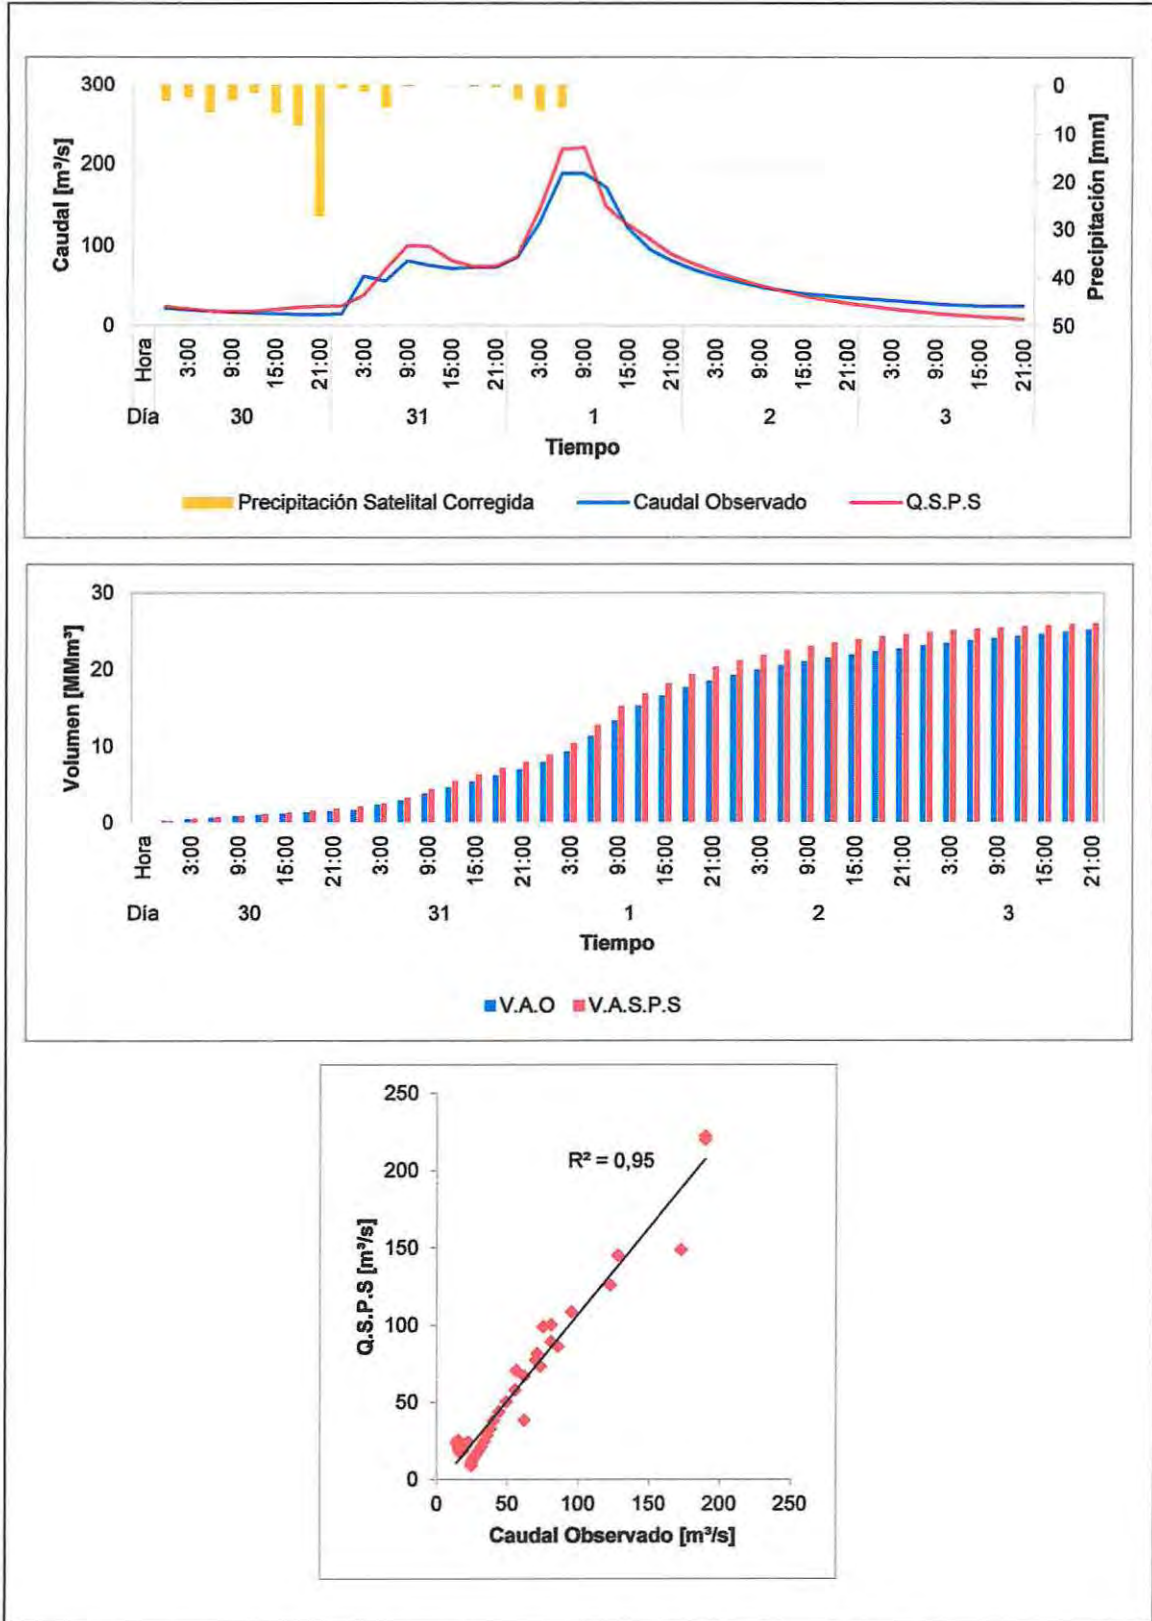 300
200
100
0
Caudal [m³/s]
0
10
20
30
40
50
Precipitación [mm]
Hora 3:00 9:00 15:00 21:00 3:00 9:00 15:00 21:00 3:00 9:00 15:00 21:00 3:00 9:00 15:00 21:00 3:00 9:00 15:00 21:00
Día 30 31 1 2 3
Tiempo
Precipitación Satelital Corregida Caudal Observado Q.S.P.S
30
20
10
0
Volumen [MMm³]
Hora 3:00 9:00 15:00 21:00 3:00 9:00 15:00 21:00 3:00 9:00 15:00 21:00 3:00 9:00 15:00 21:00 3:00 9:00 15:00 21:00
Día 30 31 1 2 3
Tiempo
V.A.O V.A.S.P.S
250
200
150
100
50
0
Q.S.P.S [m³/s]
R² = 0,95
0 50 100 150 200 250
Caudal Observado [m³/s]